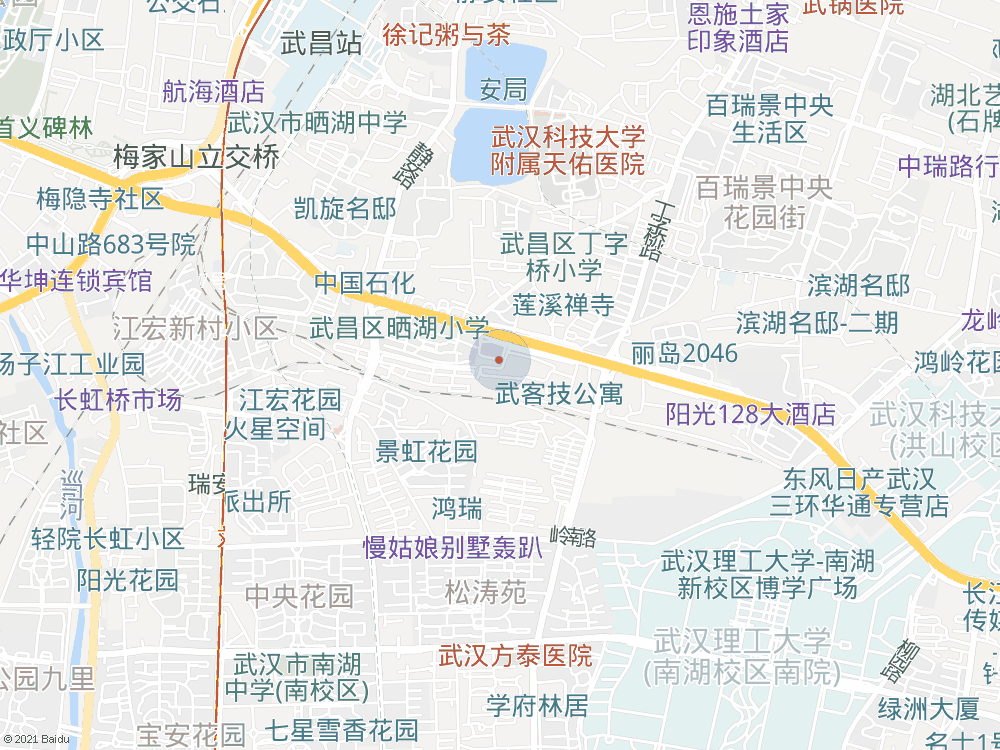 公交石
政厅小区
武昌站
徐记粥与茶
恩施土家
印象酒店
武锅医院
航海酒店
安局
百瑞景中央
生活区
湖北艺
(石牌
首义碑林
武汉市晒湖中学
武汉科技大学
附属天佑医院
梅家山立交桥
静安路
中瑞路行
梅隐寺社区
凯旋名邸
百瑞景中央
花园街
丁字桥路
中山路683号院
武昌区丁字
桥小学
华坤连锁宾馆
中国石化
莲溪禅寺
滨湖名邸
江宏新村小区
武昌区晒湖小学
滨湖名邸-二期
龙岭
扬子江工业园
丽岛2046
鸿岭花园
长虹桥市场
江宏花园
武客技公寓
阳光128大酒店
武汉科技大
(洪山校区
社区
火星空间
景虹花园
巡
河
瑞安
派出所
东风日产武汉
三环华通专营店
鸿瑞
轻院长虹小区
慢姑娘别墅轰趴
岭南路
武汉理工大学-南湖
新校区博学广场
阳光花园
中央花园
松涛苑
长江
传媒
武汉市南湖
中学(南校区)
武汉方泰医院
武汉理工大学
(南湖校区南院)
公园九里
学府林居
绿洲大厦
宝安花园
七星雪香花园
名士1号
© 2021 Baidu